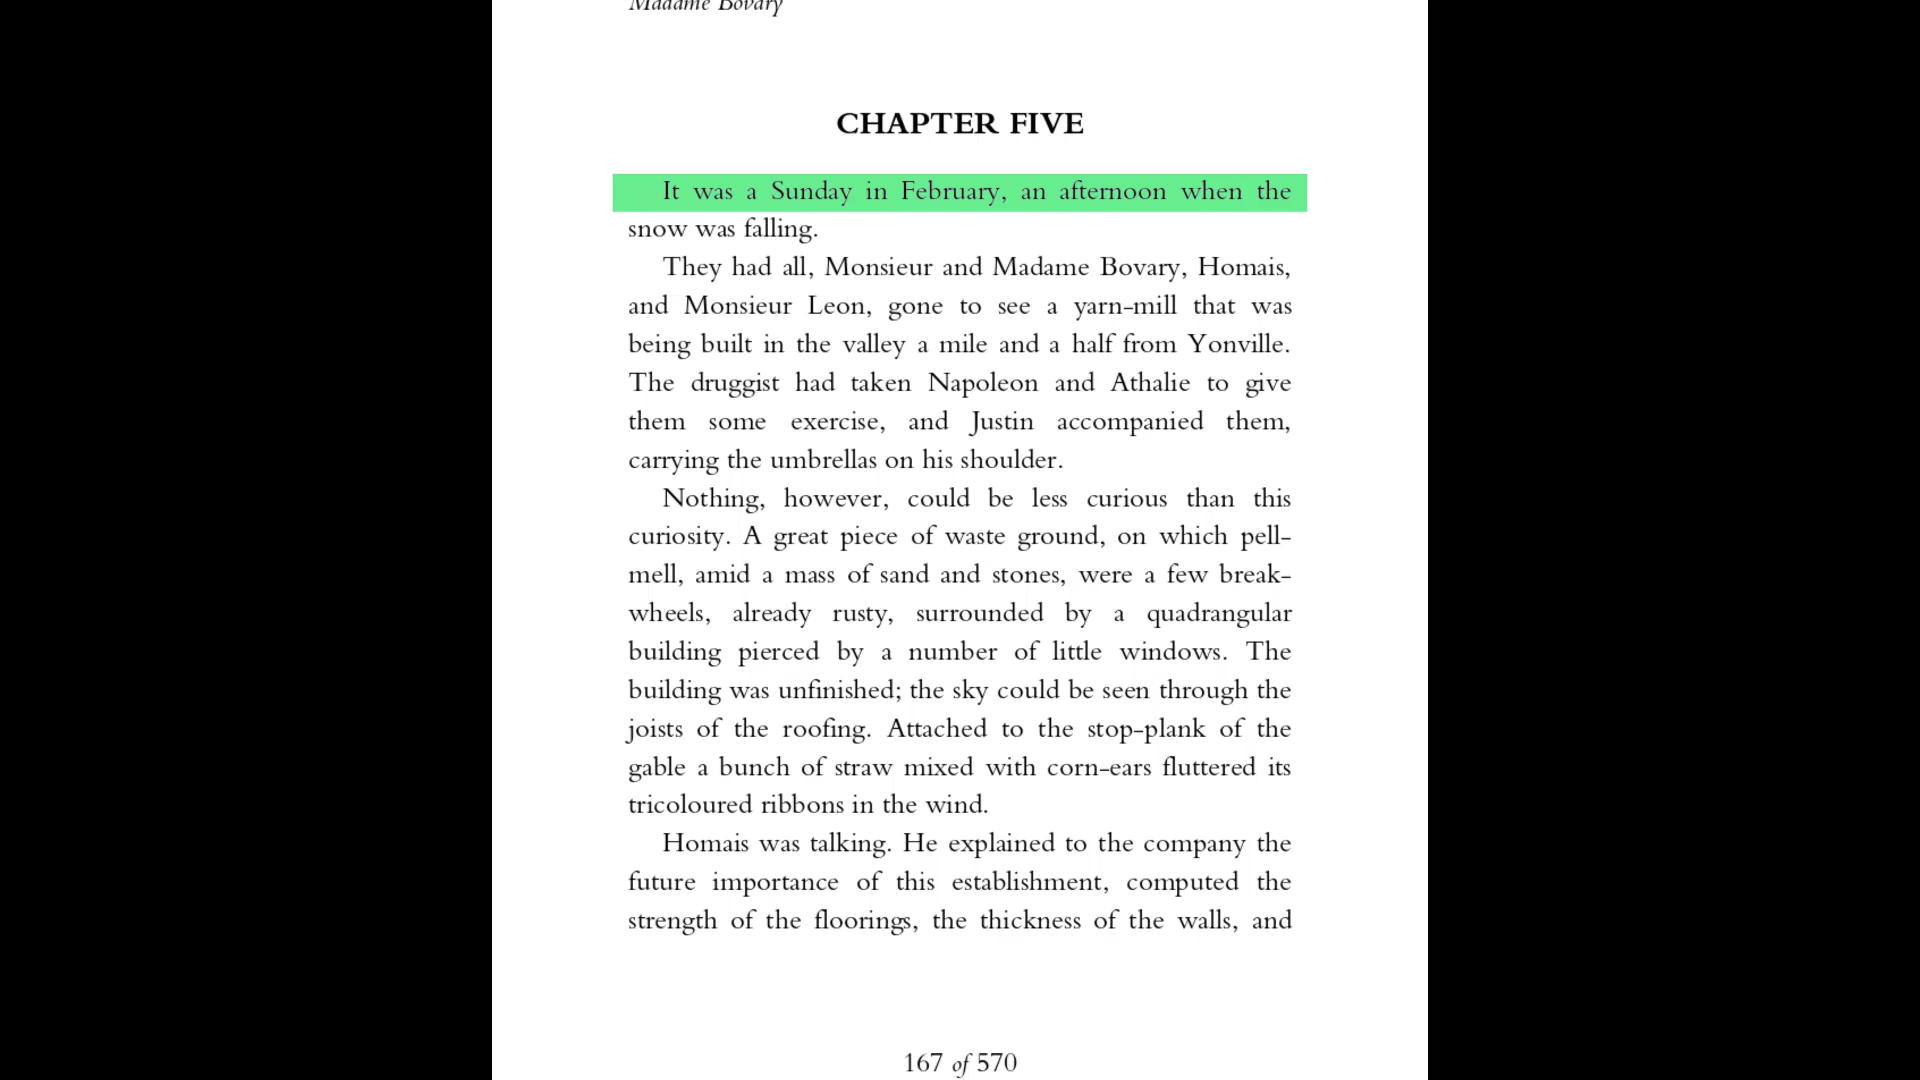 Madame Bovary
CHAPTER FIVE
It was a Sunday in February, an afternoon when the
snow was falling.
They had all, Monsieur and Madame Bovary, Homais,
and Monsieur Leon, gone to see a yarn-mill that was
being built in the valley a mile and a half from Yonville.
The druggist had taken Napoleon and Athalie to give
them some exercise, and Justin accompanied them,
carrying the umbrellas on his shoulder.
Nothing, however, could be less curious than this
curiosity. A great piece of waste ground, on which pell-
mell, amid a mass of sand and stones, were a few break-
wheels, already rusty, surrounded by a quadrangular
building pierced by a number of little windows. The
building was unfinished; the sky could be seen through the
joists of the roofing. Attached to the stop-plank of the
gable a bunch of straw mixed with corn-ears fluttered its
tricoloured ribbons in the wind.
Homais was talking. He explained to the company the
future importance of this establishment, computed the
strength of the floorings, the thickness of the walls, and
167 of 570